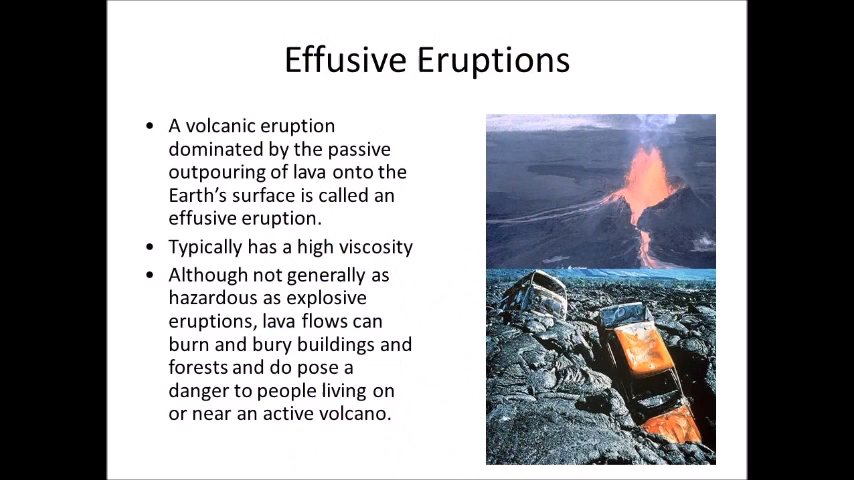 Effusive Eruptions
• A volcanic eruption
dominated by the passive
outpouring of lava onto the
Earth's surface is called an
effusive eruption.
• Typically has a high viscosity
• Although not generally as
hazardous as explosive
eruptions, lava flows can
burn and bury buildings and
forests and do pose a
danger to people living on
or near an active volcano.